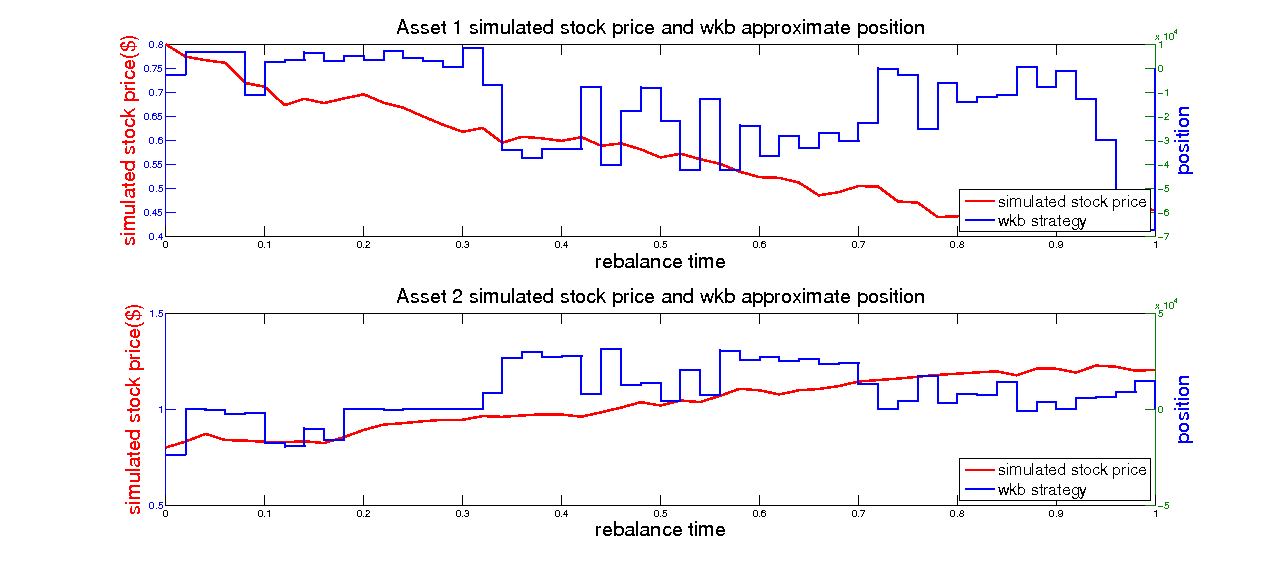 Asset 1 simulated stock price and wkb approximate position
x 10^4
simulated stock price($)
0.8
0.75
0.7
0.65
0.6
0.55
0.5
0.45
0.4
1
0
-1
-2
-3
-4
-5
-6
-7
position
simulated stock price
wkb strategy
0 0.1 0.2 0.3 0.4 0.5 0.6 0.7 0.8 0.9 1
rebalance time
Asset 2 simulated stock price and wkb approximate position
x 10^4
simulated stock price($)
1.5
1
0.5
5
0
-5
position
simulated stock price
wkb strategy
0 0.1 0.2 0.3 0.4 0.5 0.6 0.7 0.8 0.9 1
rebalance time